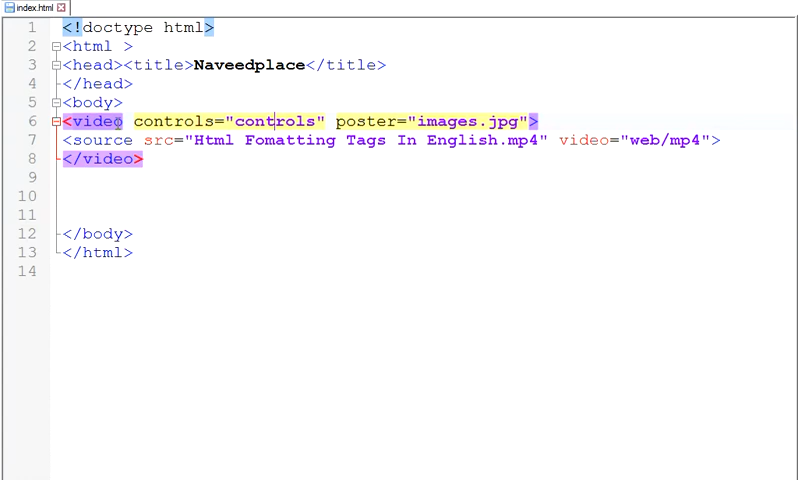 index.html
1 <!doctype html>
2 <html >
3 <head><title>Naveedplace</title>
4 </head>
5 <body>
6 <video controls="controls" poster="images.jpg">
7 <source src="Html Fomatting Tags In English.mp4" video="web/mp4">
8 </video>
9
10
11
12 </body>
13 </html>
14